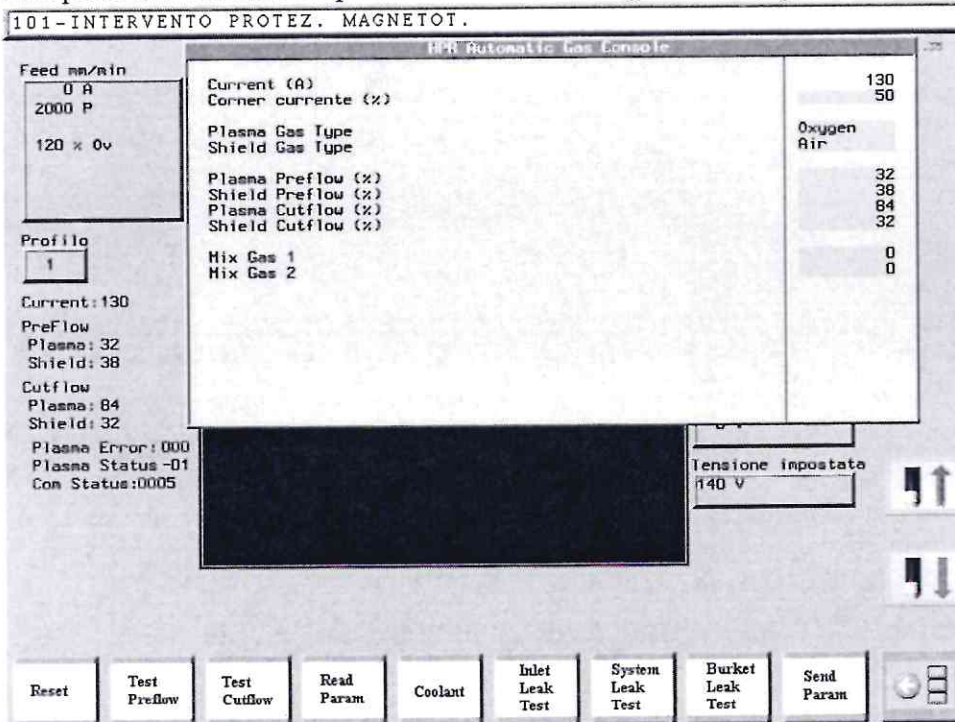 101-INTERVENTO PROTEZ. MAGNETOT.
HPR Automatic Gas Console
Feed mm/min
0 A
2000 P
120 % Ov
Current (A) 130
Corner currente (%) 50
Plasma Gas Type Oxygen
Shield Gas Type Air
Plasma Preflow (%) 32
Shield Preflow (%) 38
Plasma Cutflow (%) 84
Shield Cutflow (%) 32
Mix Gas 1 0
Mix Gas 2 0
Profilo
1
Current:130
PreFlow
Plasma: 32
Shield: 38
Cutflow
Plasma: 84
Shield: 32
Plasma Error:000
Plasma Status -01
Com Status:0005
Tensione impostata
140 V
Reset
Test Preflow
Test Cutflow
Read Param
Coolant
Inlet Leak Test
System Leak Test
Burket Leak Test
Send Param